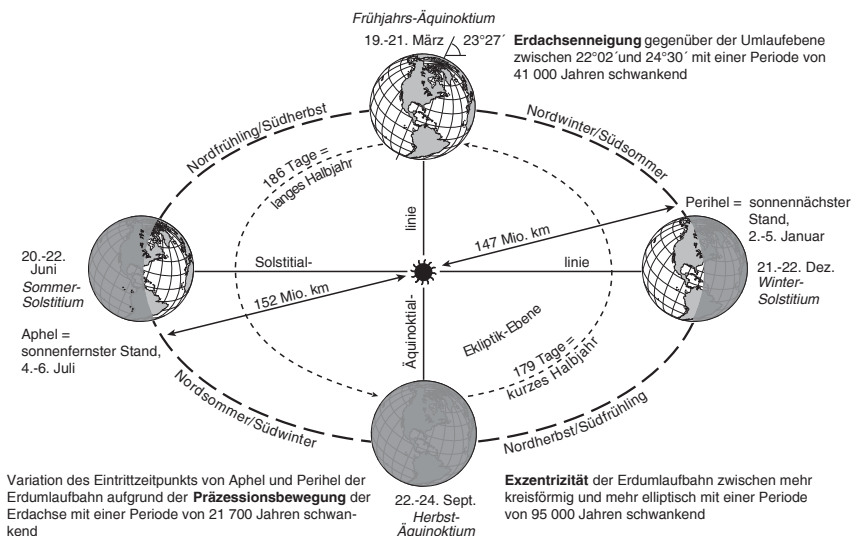 Frühjahrs-Äquinoktium
19.-21. März
23°27´
Erdachsenneigung gegenüber der Umlaufebene
zwischen 22°02´und 24°30´ mit einer Periode von
41 000 Jahren schwankend
Nordfrühling/Südherbst
Nordwinter/Südsommer
186 Tage =
langes Halbjahr
linie
147 Mio. km
Perihel = sonnennächster
Stand,
2.-5. Januar
20.-22.
Juni
Sommer-
Solstitium
Solstitial-
linie
21.-22. Dez.
Winter-
Solstitium
152 Mio. km
Aphel =
sonnenfernster Stand,
4.-6. Juli
Äquinoktial-
Ekliptik-Ebene
179 Tage =
kurzes Halbjahr
Nordsommer/Südwinter
Nordherbst/Südfrühling
Variation des Eintrittzeitpunkts von Aphel und Perihel der
Erdumlaufbahn aufgrund der Präzessionsbewegung der
Erdachse mit einer Periode von 21 700 Jahren schwan-
kend
22.-24. Sept.
Herbst-
Äquinoktium
Exzentrizität der Erdumlaufbahn zwischen mehr
kreisförmig und mehr elliptisch mit einer Periode
von 95 000 Jahren schwankend